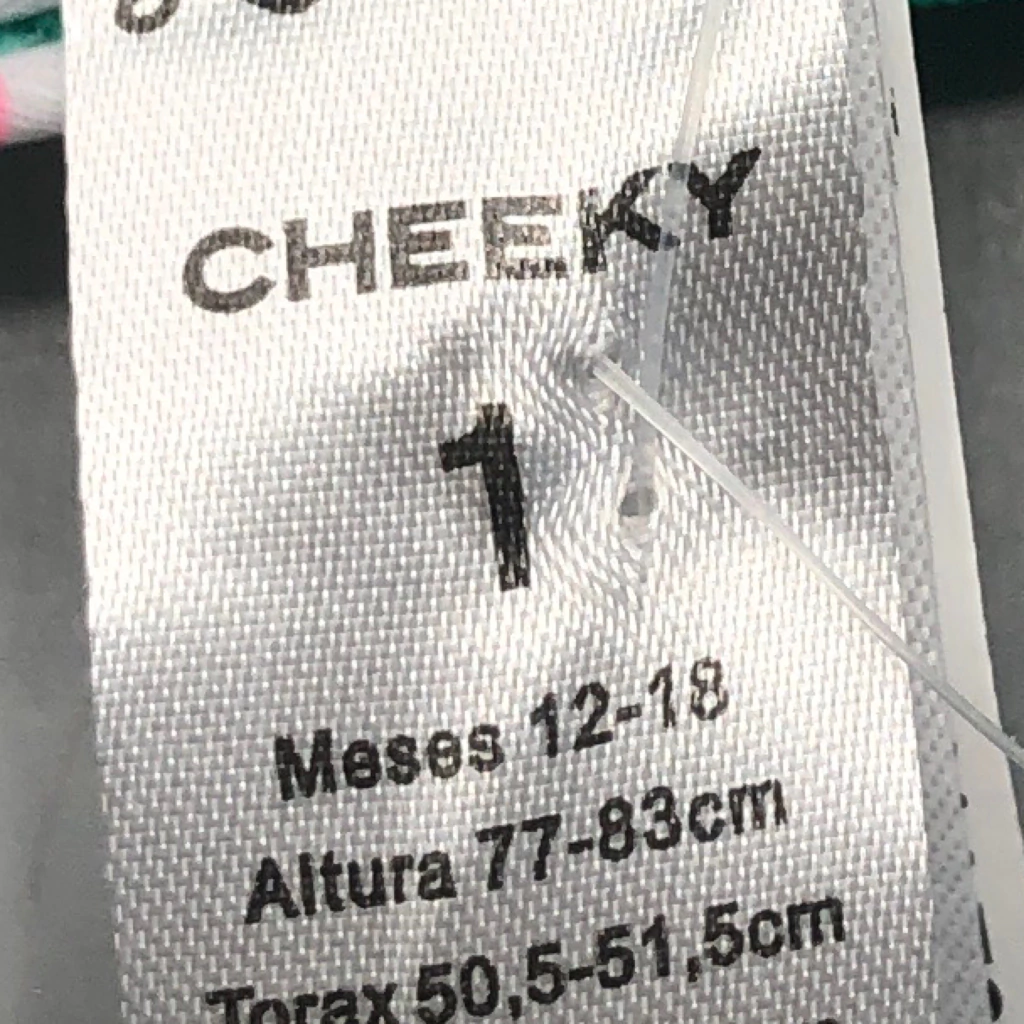 CHEEKY
1
Meses 12-18
Altura 77-83cm
Torax 50,5-51,5cm